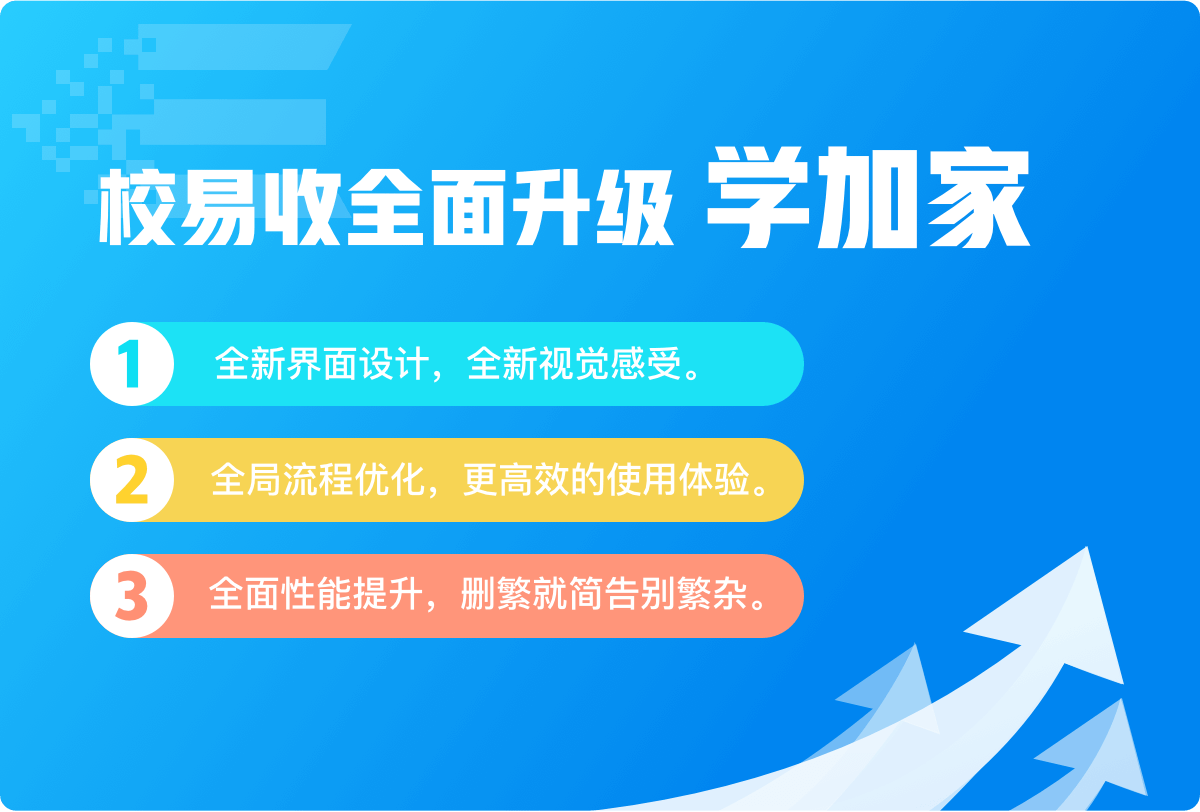 校易收全面升级 学加家
1 全新界面设计，全新视觉感受。
2 全局流程优化，更高效的使用体验。
3 全面性能提升，删繁就简告别繁杂。